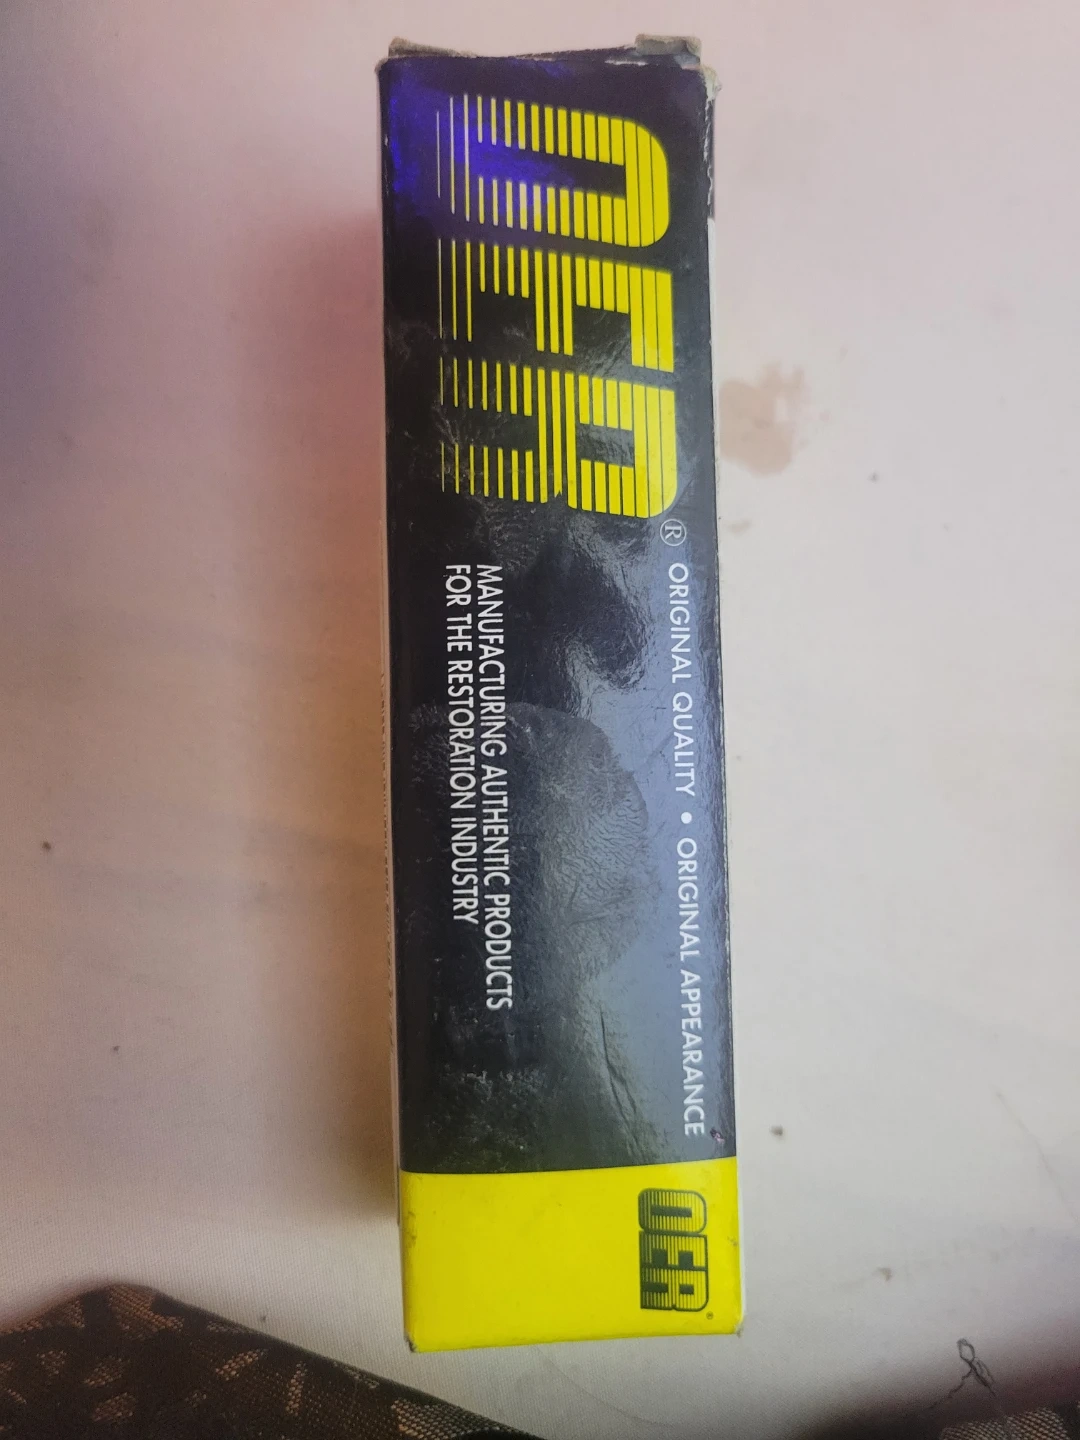 OER®
ORIGINAL QUALITY • ORIGINAL APPEARANCE
MANUFACTURING AUTHENTIC PRODUCTS
FOR THE RESTORATION INDUSTRY
OER